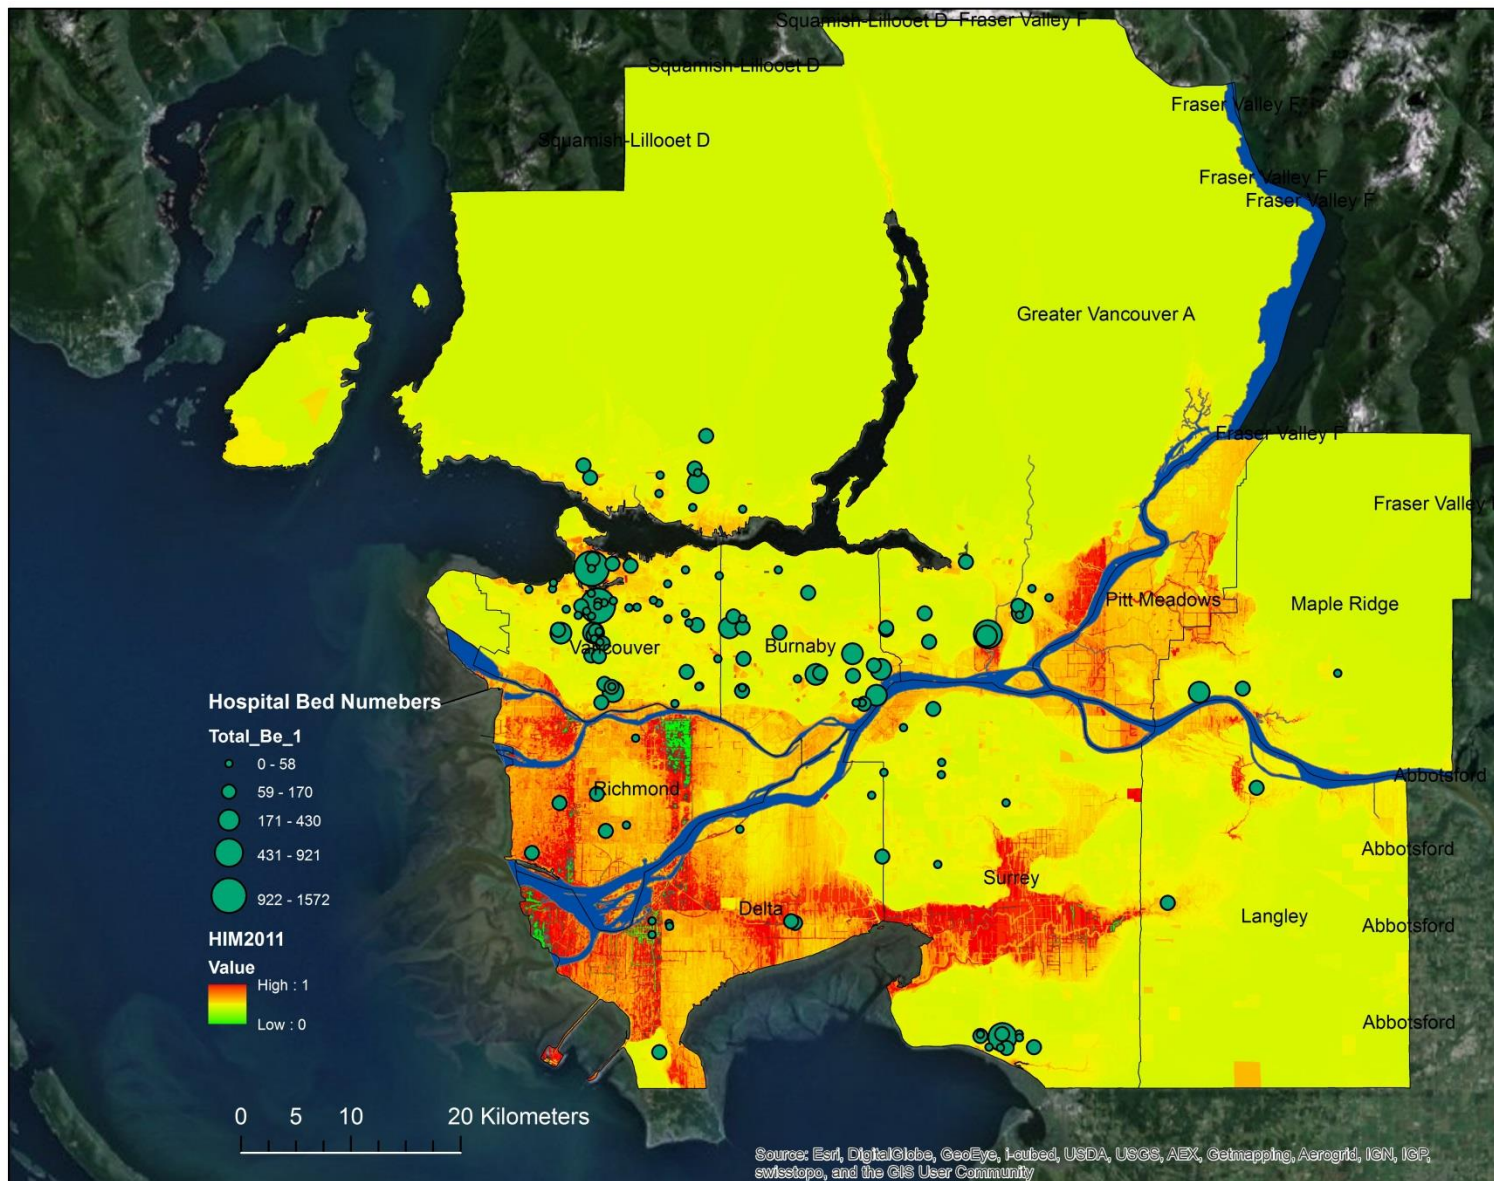 Squamish-Lillooet D
Fraser Valley F
Squamish-Lillooet D
Fraser Valley F
Squamish-Lillooet D
Fraser Valley F
Fraser Valley F
Greater Vancouver A
Fraser Valley F
Fraser Valley
Pitt Meadows
Maple Ridge
Vancouver
Burnaby
Hospital Bed Numebers
Total_Be_1
0 - 58
59 - 170
171 - 430
431 - 921
922 - 1572
HIM2011
Value
High : 1
Low : 0
Abbotsford
Richmond
Abbotsford
Surrey
Delta
Langley
Abbotsford
Abbotsford
0 5 10 20 Kilometers
Source: Esri, DigitalGlobe, GeoEye, i-cubed, USDA, USGS, AEX, Getmapping, Aerogrid, IGN, IGP,
swisstopo, and the GIS User Community